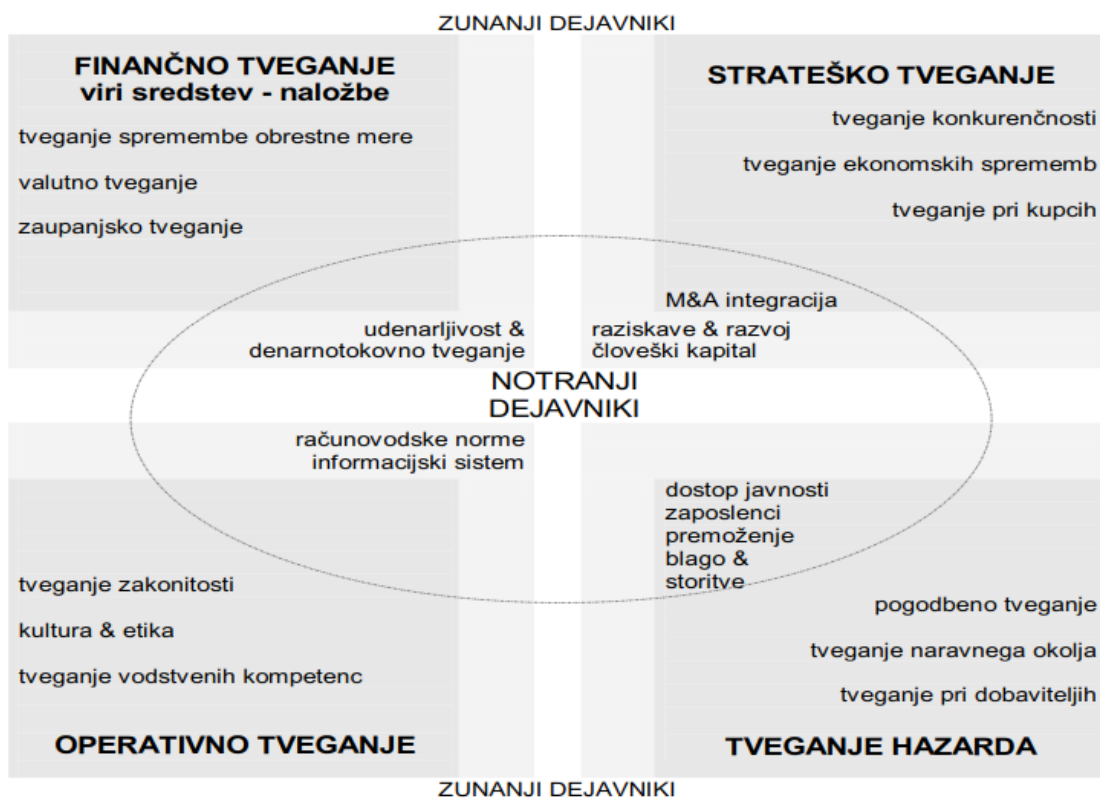 ZUNANJI DEJAVNIKI
FINANČNO TVEGANJE
viri sredstev - naložbe
tveganje spremembe obrestne mere
valutno tveganje
zaupanjsko tveganje
udenarljivost &
denarnotokovno tveganje
STRATEŠKO TVEGANJE
tveganje konkurenčnosti
tveganje ekonomskih sprememb
tveganje pri kupcih
M&A integracija
raziskave & razvoj
človeški kapital
NOTRANJI
DEJAVNIKI
računovodske norme
informacijski sistem
tveganje zakonitosti
kultura & etika
tveganje vodstvenih kompetenc
OPERATIVNO TVEGANJE
dostop javnosti
zaposlenci
premoženje
blago &
storitve
pogodbeno tveganje
tveganje naravnega okolja
tveganje pri dobaviteljih
TVEGANJE HAZARDA
ZUNANJI DEJAVNIKI